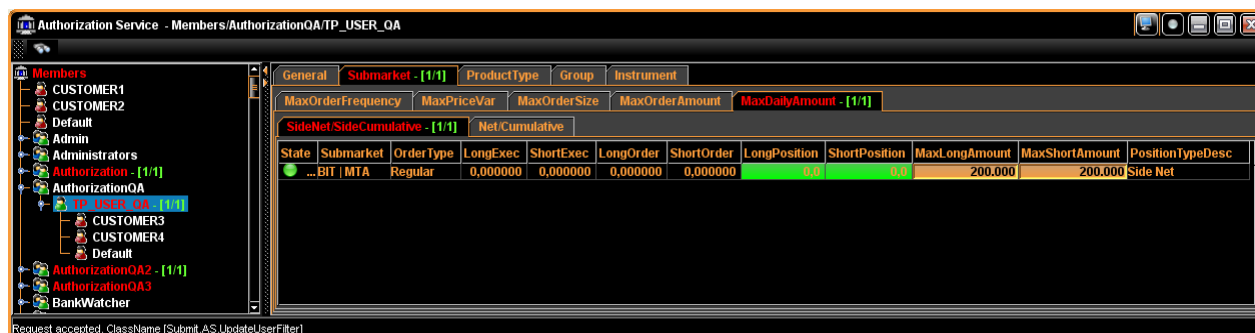 Authorization Service - Members/AuthorizationQA/TP_USER_QA
Members
CUSTOMER1
CUSTOMER2
Default
Admin
Administrators
Authorization - [1/1]
AuthorizationQA
TP_USER_QA - [1/1]
CUSTOMER3
CUSTOMER4
Default
AuthorizationQA2 - [1/1]
AuthorizationQA3
BankWatcher
General Submarket - [1/1] ProductType Group Instrument
MaxOrderFrequency MaxPriceVar MaxOrderSize MaxOrderAmount MaxDailyAmount - [1/1]
SideNet/SideCumulative - [1/1] Net/Cumulative
State Submarket OrderType LongExec ShortExec LongOrder ShortOrder LongPosition ShortPosition MaxLongAmount MaxShortAmount PositionTypeDesc
...BIT | MTA Regular 0,000000 0,000000 0,000000 0,000000 0,0 0,0 200.000 200.000 Side Net
Request accepted. ClassName [Submit.AS.UpdateUserFilter]